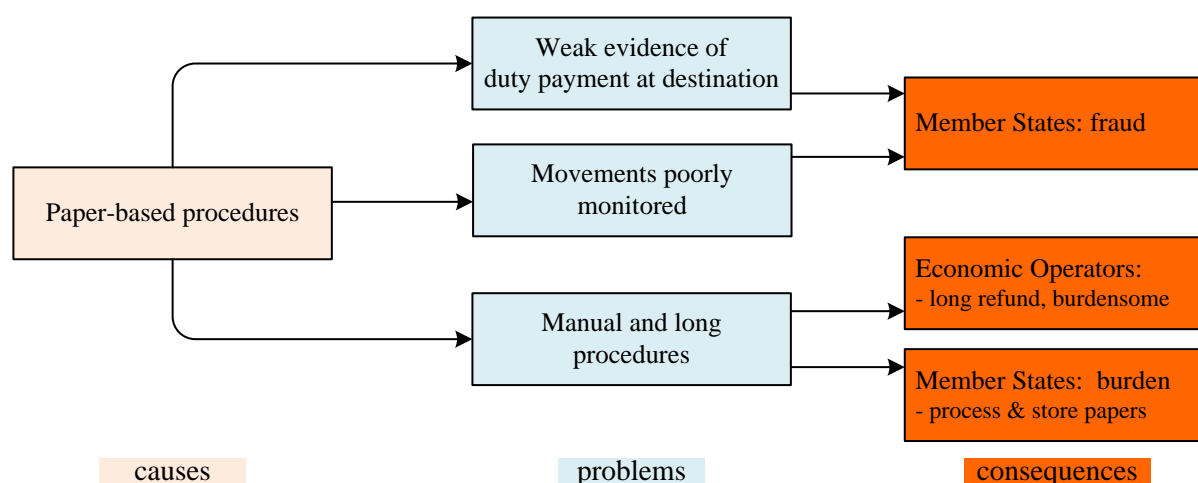 Weak evidence of
duty payment at destination
Member States: fraud
Paper-based procedures
Movements poorly
monitored
Economic Operators:
- long refund, burdensome
Manual and long
procedures
Member States:  burden
- process & store papers
causes
problems
consequences